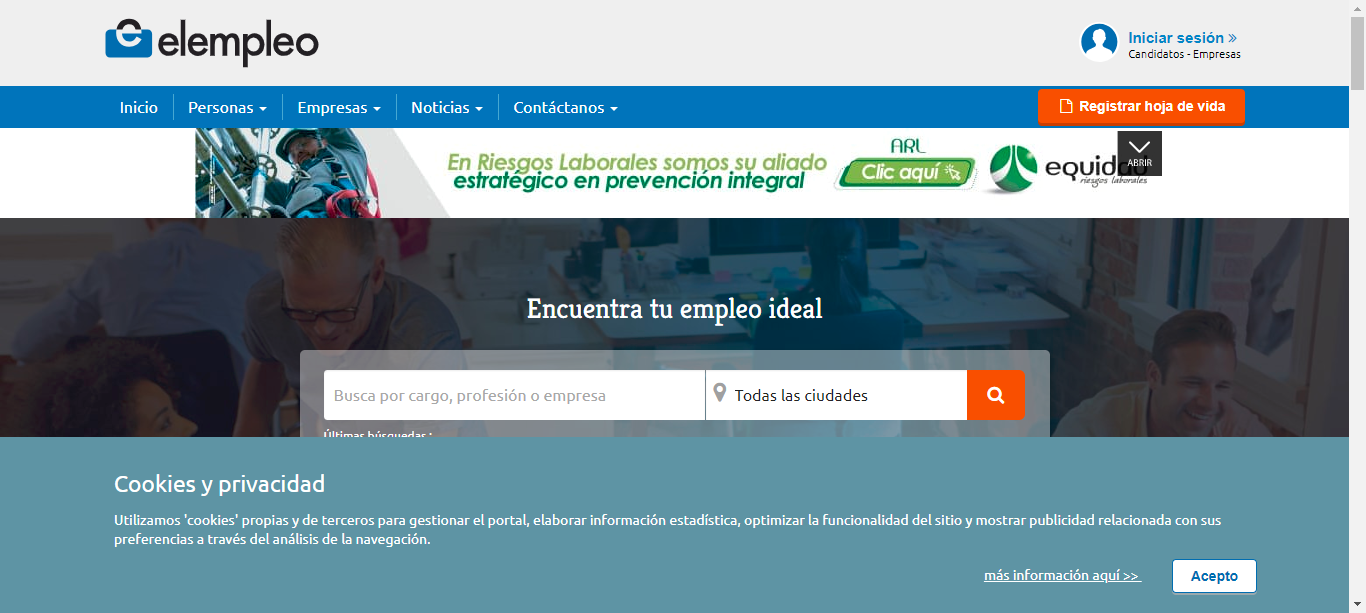 elempleo
Iniciar sesión »
Candidatos - Empresas
Inicio
Personas
Empresas
Noticias
Contáctanos
Registrar hoja de vida
En Riesgos Laborales somos su aliado
estratégico en prevención integral
ARL
Clic aquí
equidad
riesgos laborales
ABRIR
Encuentra tu empleo ideal
Busca por cargo, profesión o empresa
Todas las ciudades
Últimas búsquedas :
Cookies y privacidad
Utilizamos 'cookies' propias y de terceros para gestionar el portal, elaborar información estadística, optimizar la funcionalidad del sitio y mostrar publicidad relacionada con sus
preferencias a través del análisis de la navegación.
más información aquí >>
Acepto